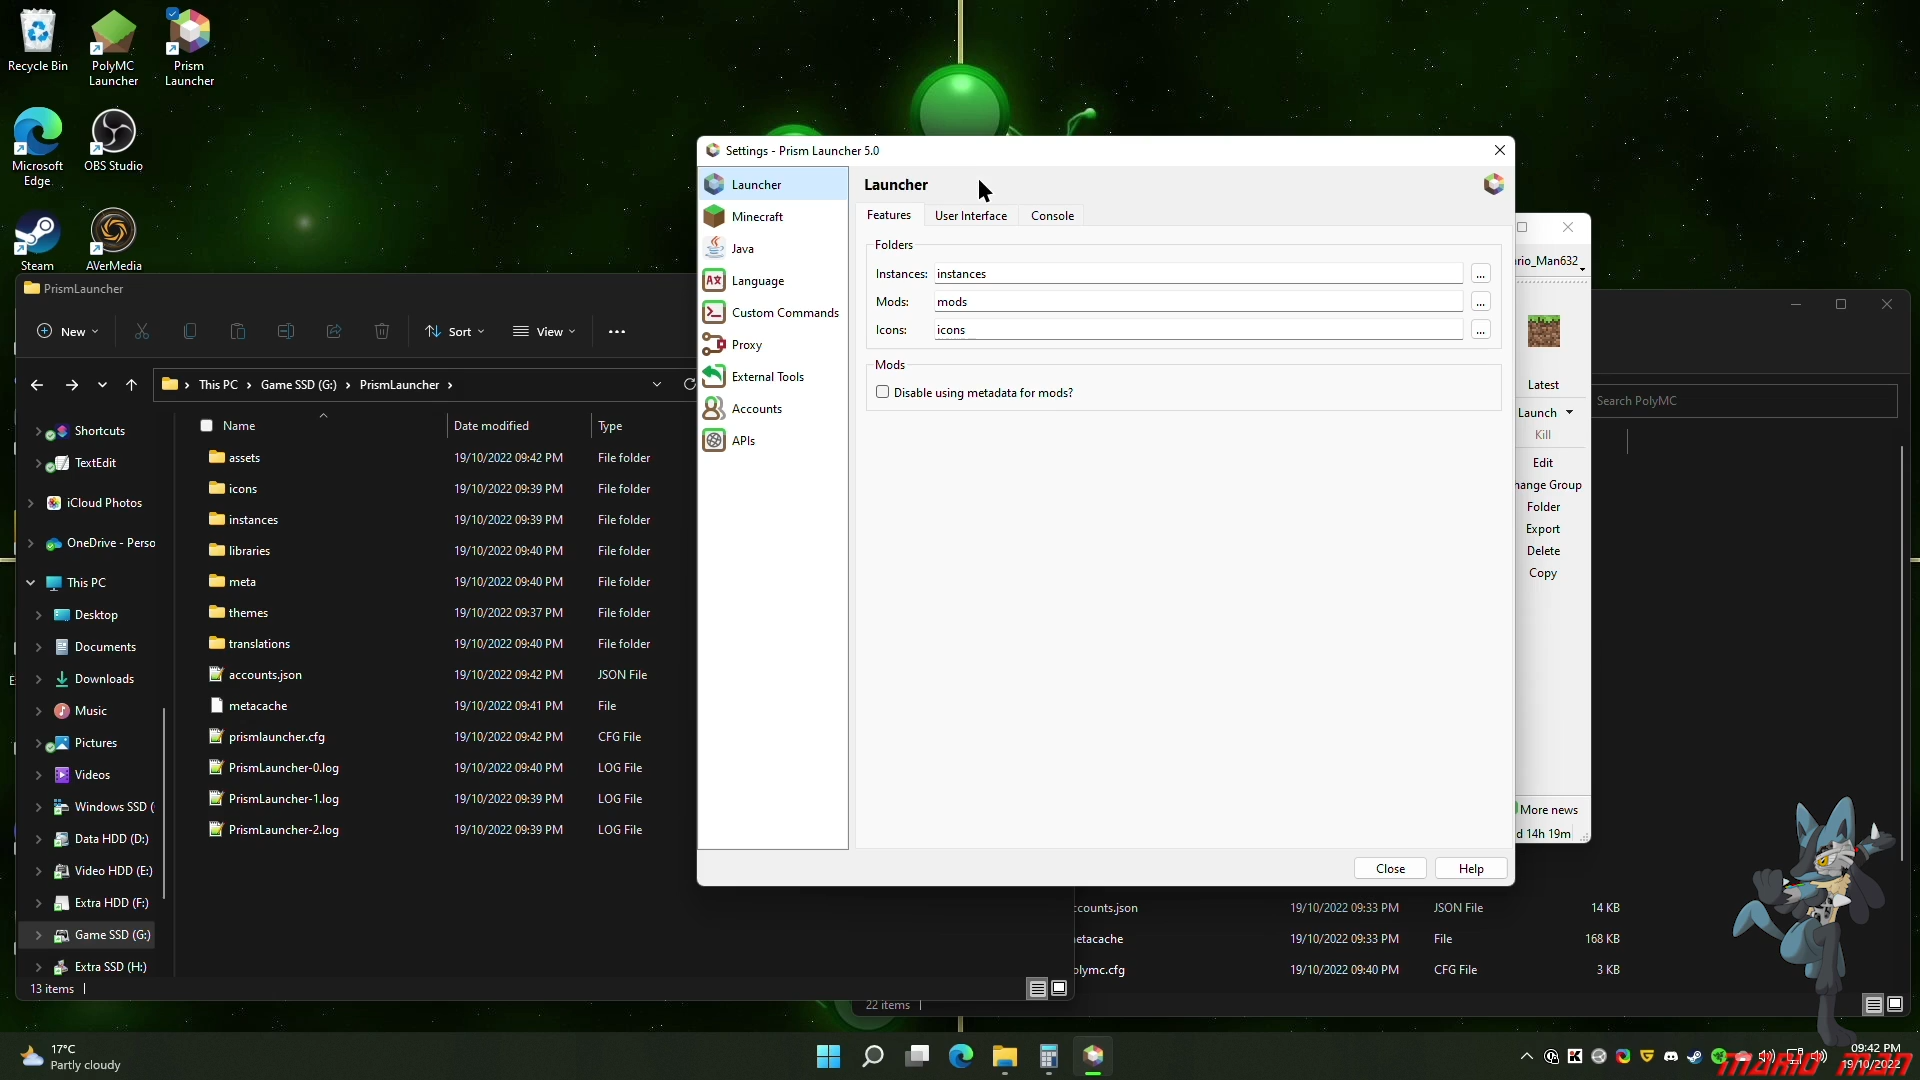 Recycle Bin
PolyMC
Launcher
Prism
Launcher
Microsoft
Edge
OBS Studio
Steam
AVerMedia
PrismLauncher
New
Sort
View
This PC
Game SSD (G:)
PrismLauncher
Name
Date modified
Type
Shortcuts
TextEdit
iCloud Photos
OneDrive - Perso
This PC
Desktop
Documents
Downloads
Music
Pictures
Videos
Windows SSD (
Data HDD (D:)
Video HDD (E:)
Extra HDD (F:)
Game SSD (G:)
Extra SSD (H:)
assets 19/10/2022 09:42 PM File folder
icons 19/10/2022 09:39 PM File folder
instances 19/10/2022 09:39 PM File folder
libraries 19/10/2022 09:40 PM File folder
meta 19/10/2022 09:40 PM File folder
themes 19/10/2022 09:37 PM File folder
translations 19/10/2022 09:40 PM File folder
accounts.json 19/10/2022 09:42 PM JSON File
metacache 19/10/2022 09:41 PM File
prismlauncher.cfg 19/10/2022 09:42 PM CFG File
PrismLauncher-0.log 19/10/2022 09:40 PM LOG File
PrismLauncher-1.log 19/10/2022 09:39 PM LOG File
PrismLauncher-2.log 19/10/2022 09:39 PM LOG File
13 items
Settings - Prism Launcher 5.0
Launcher
Minecraft
Java
Language
Custom Commands
Proxy
External Tools
Accounts
APIs
Launcher
Features
User Interface
Console
Folders
Instances: instances ...
Mods: mods ...
Icons: icons ...
Mods
Disable using metadata for mods?
Close
Help
ario_Man632
Latest
Launch
Kill
Edit
hange Group
Folder
Export
Delete
Copy
More news
d 14h 19m
Search PolyMC
ccounts.json 19/10/2022 09:33 PM JSON File 14 KB
etacache 19/10/2022 09:33 PM File 168 KB
olymc.cfg 19/10/2022 09:40 PM CFG File 3 KB
22 items
17°C
Partly cloudy
09:42 PM
19/10/2022
MARIO MAN